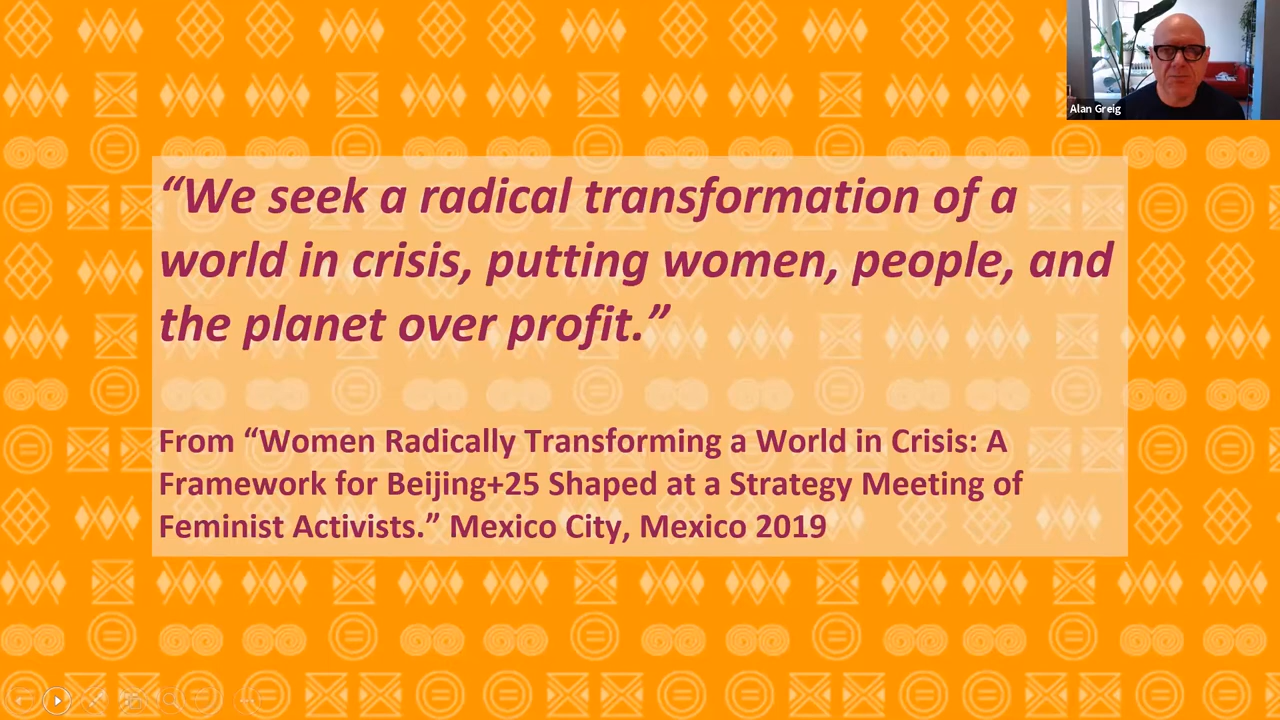 Alan Greig
“We seek a radical transformation of a
world in crisis, putting women, people, and
the planet over profit.”
From “Women Radically Transforming a World in Crisis: A
Framework for Beijing+25 Shaped at a Strategy Meeting of
Feminist Activists.” Mexico City, Mexico 2019